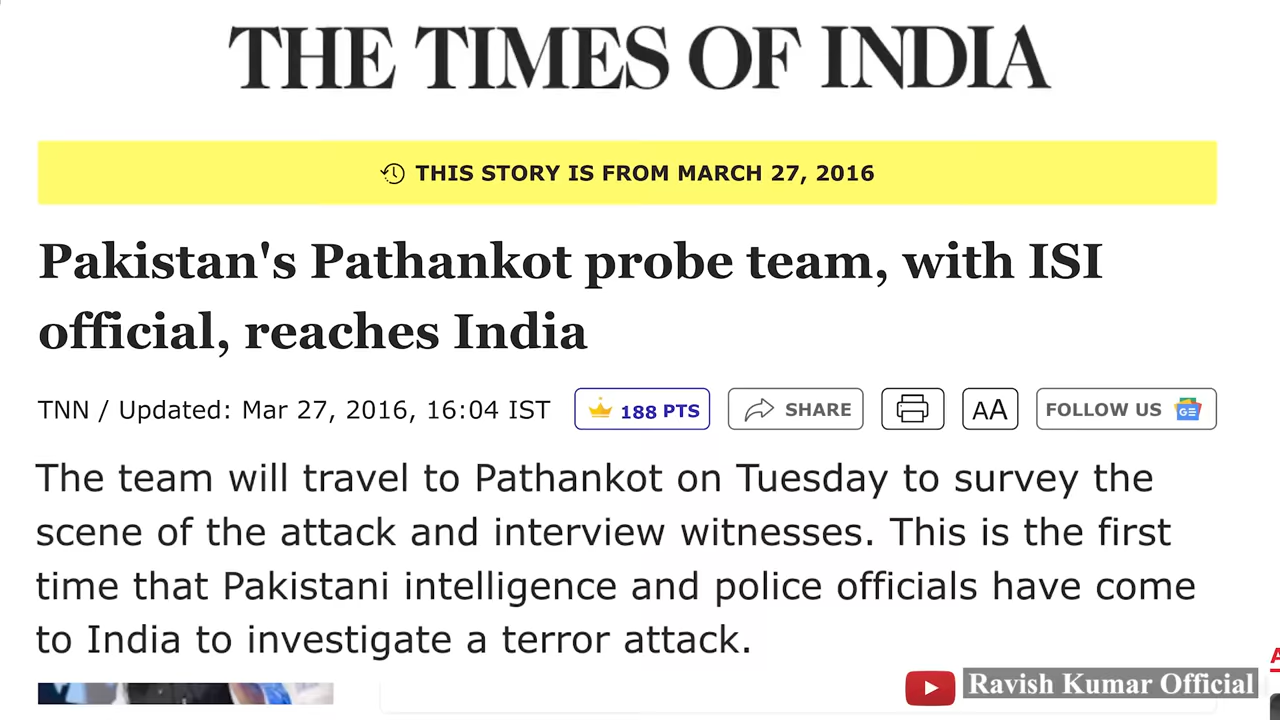 THE TIMES OF INDIA
THIS STORY IS FROM MARCH 27, 2016
Pakistan's Pathankot probe team, with ISI
official, reaches India
TNN / Updated: Mar 27, 2016, 16:04 IST
188 PTS
SHARE
AA
FOLLOW US
GE
The team will travel to Pathankot on Tuesday to survey the
scene of the attack and interview witnesses. This is the first
time that Pakistani intelligence and police officials have come
to India to investigate a terror attack.
Ravish Kumar Official